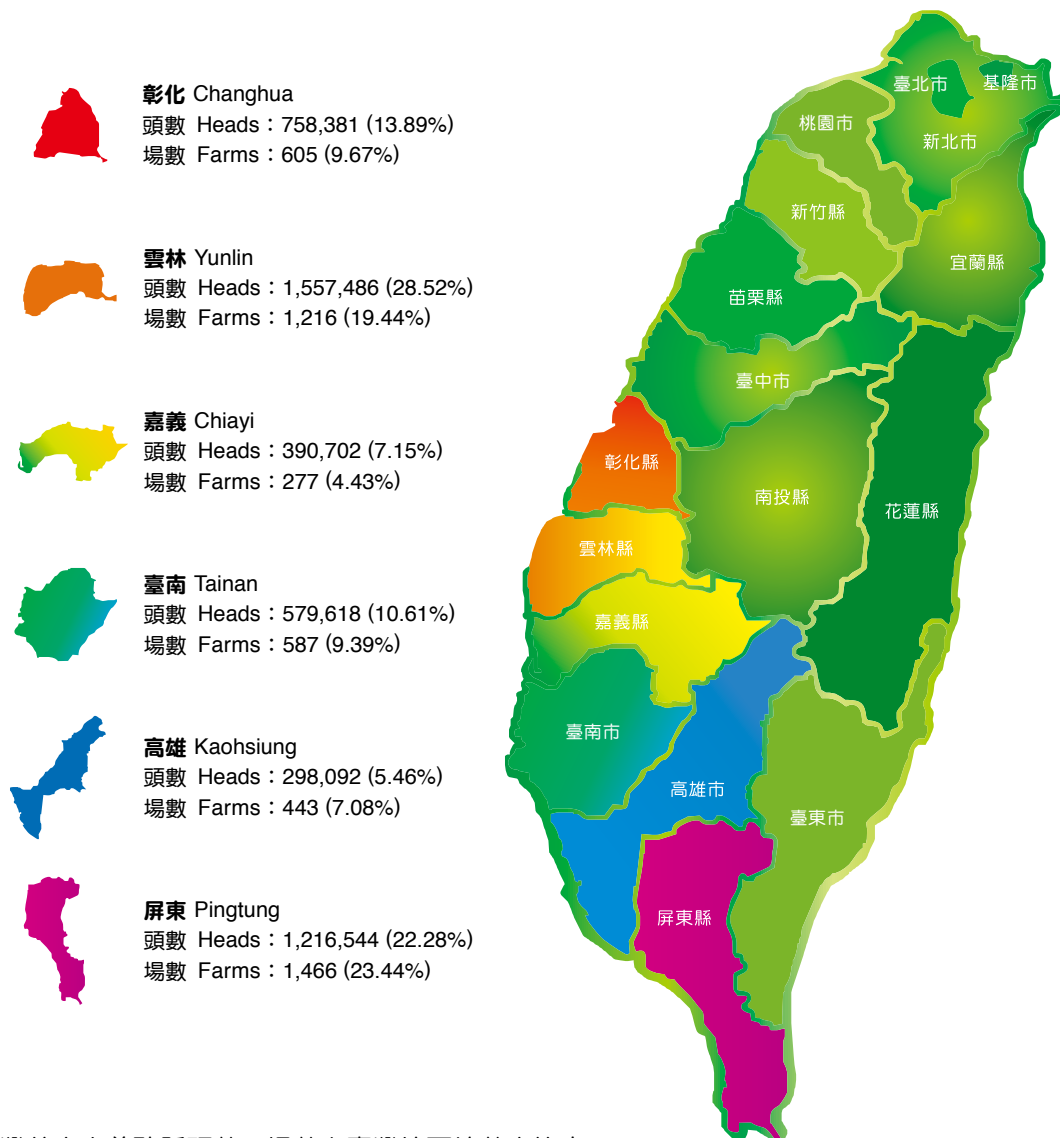 彰化 Changhua
頭數 Heads：758,381 (13.89%)
場數 Farms：605 (9.67%)
雲林 Yunlin
頭數 Heads：1,557,486 (28.52%)
場數 Farms：1,216 (19.44%)
嘉義 Chiayi
頭數 Heads：390,702 (7.15%)
場數 Farms：277 (4.43%)
臺南 Tainan
頭數 Heads：579,618 (10.61%)
場數 Farms：587 (9.39%)
高雄 Kaohsiung
頭數 Heads：298,092 (5.46%)
場數 Farms：443 (7.08%)
屏東 Pingtung
頭數 Heads：1,216,544 (22.28%)
場數 Farms：1,466 (23.44%)
臺北市
基隆市
桃園市
新北市
新竹縣
宜蘭縣
苗栗縣
臺中市
彰化縣
南投縣
花蓮縣
雲林縣
嘉義縣
臺南市
高雄市
臺東市
屏東縣